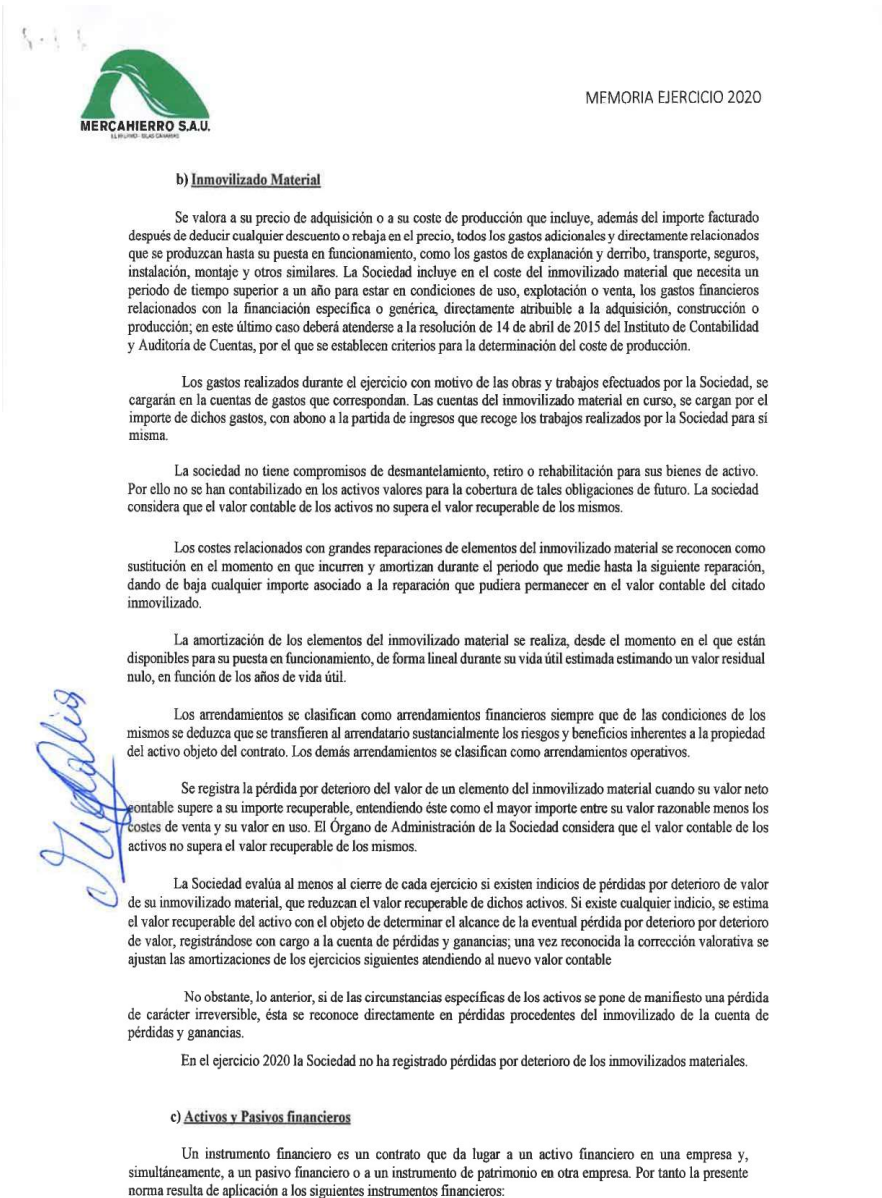 MERCAHIERRO S.A.U.
MEMORIA EJERCICIO 2020
b) Inmovilizado Material
Se valora a su precio de adquisición o a su coste de producción que incluye, además del importe facturado
después de deducir cualquier descuento o rebaja en el precio, todos los gastos adicionales y directamente relacionados
que se produzcan hasta su puesta en funcionamiento, como los gastos de explanación y derribo, transporte, seguros,
instalación, montaje y otros similares. La Sociedad incluye en el coste del inmovilizado material que necesita un
periodo de tiempo superior a un año para estar en condiciones de uso, explotación o venta, los gastos financieros
relacionados con la financiación específica o genérica, directamente atribuible a la adquisición, construcción o
producción; en este último caso deberá atenderse a la resolución de 14 de abril de 2015 del Instituto de Contabilidad
y Auditoría de Cuentas, por el que se establecen criterios para la determinación del coste de producción.
Los gastos realizados durante el ejercicio con motivo de las obras y trabajos efectuados por la Sociedad, se
cargarán en la cuentas de gastos que correspondan. Las cuentas del inmovilizado material en curso, se cargan por el
importe de dichos gastos, con abono a la partida de ingresos que recoge los trabajos realizados por la Sociedad para sí
misma.
La sociedad no tiene compromisos de desmantelamiento, retiro o rehabilitación para sus bienes de activo.
Por ello no se han contabilizado en los activos valores para la cobertura de tales obligaciones de futuro. La sociedad
considera que el valor contable de los activos no supera el valor recuperable de los mismos.
Los costes relacionados con grandes reparaciones de elementos del inmovilizado material se reconocen como
sustitución en el momento en que incurren y amortizan durante el periodo que medie hasta la siguiente reparación,
dando de baja cualquier importe asociado a la reparación que pudiera permanecer en el valor contable del citado
inmovilizado.
La amortización de los elementos del inmovilizado material se realiza, desde el momento en el que están
disponibles para su puesta en funcionamiento, de forma lineal durante su vida útil estimada estimando un valor residual
nulo, en función de los años de vida útil.
Los arrendamientos se clasifican como arrendamientos financieros siempre que de las condiciones de los
mismos se deduzca que se transfieren al arrendatario sustancialmente los riesgos y beneficios inherentes a la propiedad
del activo objeto del contrato. Los demás arrendamientos se clasifican como arrendamientos operativos.
Se registra la pérdida por deterioro del valor de un elemento del inmovilizado material cuando su valor neto
contable supere a su importe recuperable, entendiendo éste como el mayor importe entre su valor razonable menos los
costes de venta y su valor en uso. El Órgano de Administración de la Sociedad considera que el valor contable de los
activos no supera el valor recuperable de los mismos.
La Sociedad evalúa al menos al cierre de cada ejercicio si existen indicios de pérdidas por deterioro de valor
de su inmovilizado material, que reduzcan el valor recuperable de dichos activos. Si existe cualquier indicio, se estima
el valor recuperable del activo con el objeto de determinar el alcance de la eventual pérdida por deterioro por deterioro
de valor, registrándose con cargo a la cuenta de pérdidas y ganancias; una vez reconocida la corrección valorativa se
ajustan las amortizaciones de los ejercicios siguientes atendiendo al nuevo valor contable
No obstante, lo anterior, si de las circunstancias específicas de los activos se pone de manifiesto una pérdida
de carácter irreversible, ésta se reconoce directamente en pérdidas procedentes del inmovilizado de la cuenta de
pérdidas y ganancias.
En el ejercicio 2020 la Sociedad no ha registrado pérdidas por deterioro de los inmovilizados materiales.
c) Activos y Pasivos financieros
Un instrumento financiero es un contrato que da lugar a un activo financiero en una empresa y,
simultáneamente, a un pasivo financiero o a un instrumento de patrimonio en otra empresa. Por tanto la presente
norma resulta de aplicación a los siguientes instrumentos financieros: